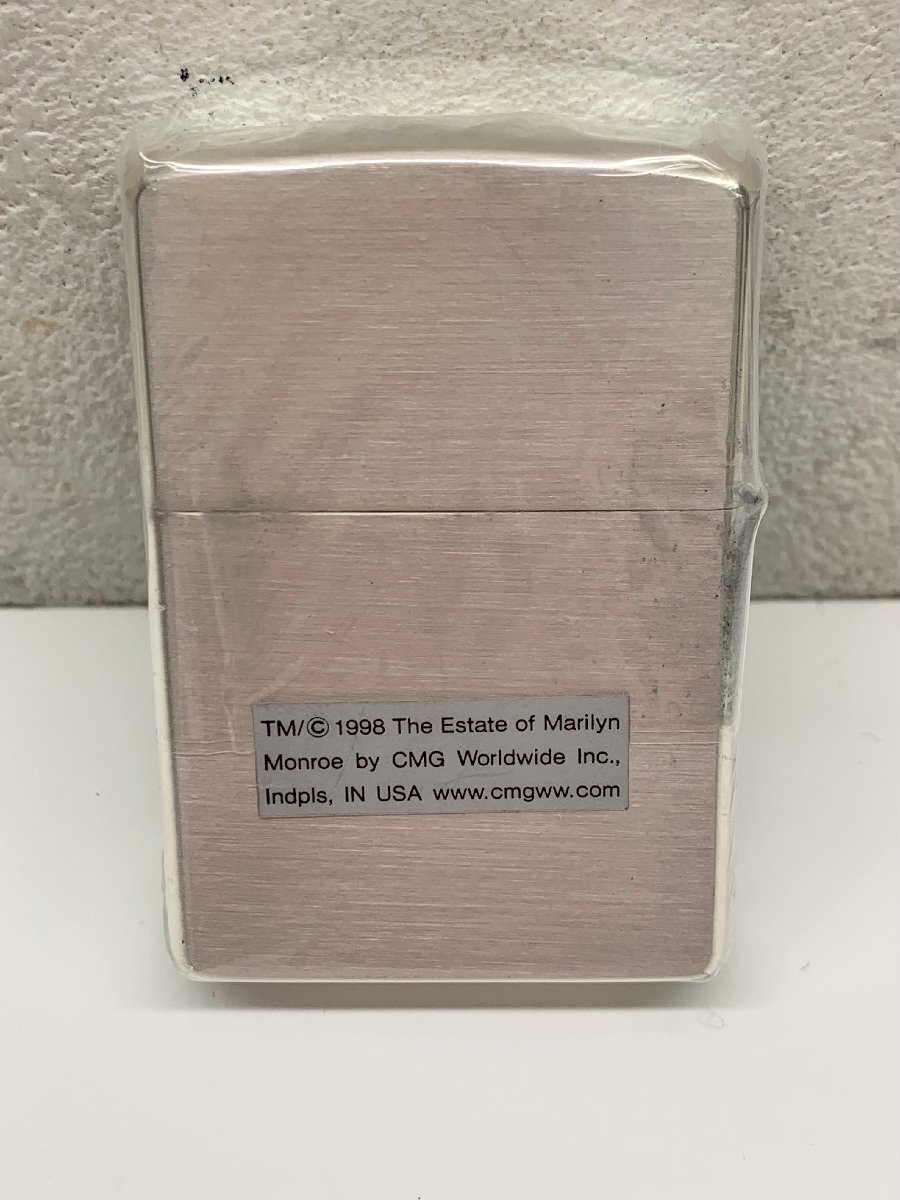 TM/© 1998 The Estate of Marilyn
Monroe by CMG Worldwide Inc.,
Indpls, IN USA www.cmgww.com